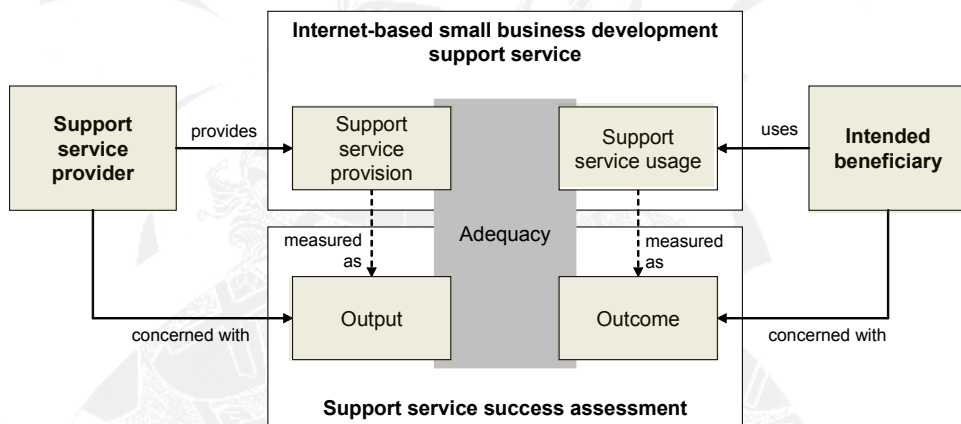 Internet-based small business development
support service
Support
service
provider
provides
Support
service
provision
Support
service usage
uses
Intended
beneficiary
measured
as
Adequacy
measured
as
Output
Outcome
concerned with
concerned with
Support service success assessment